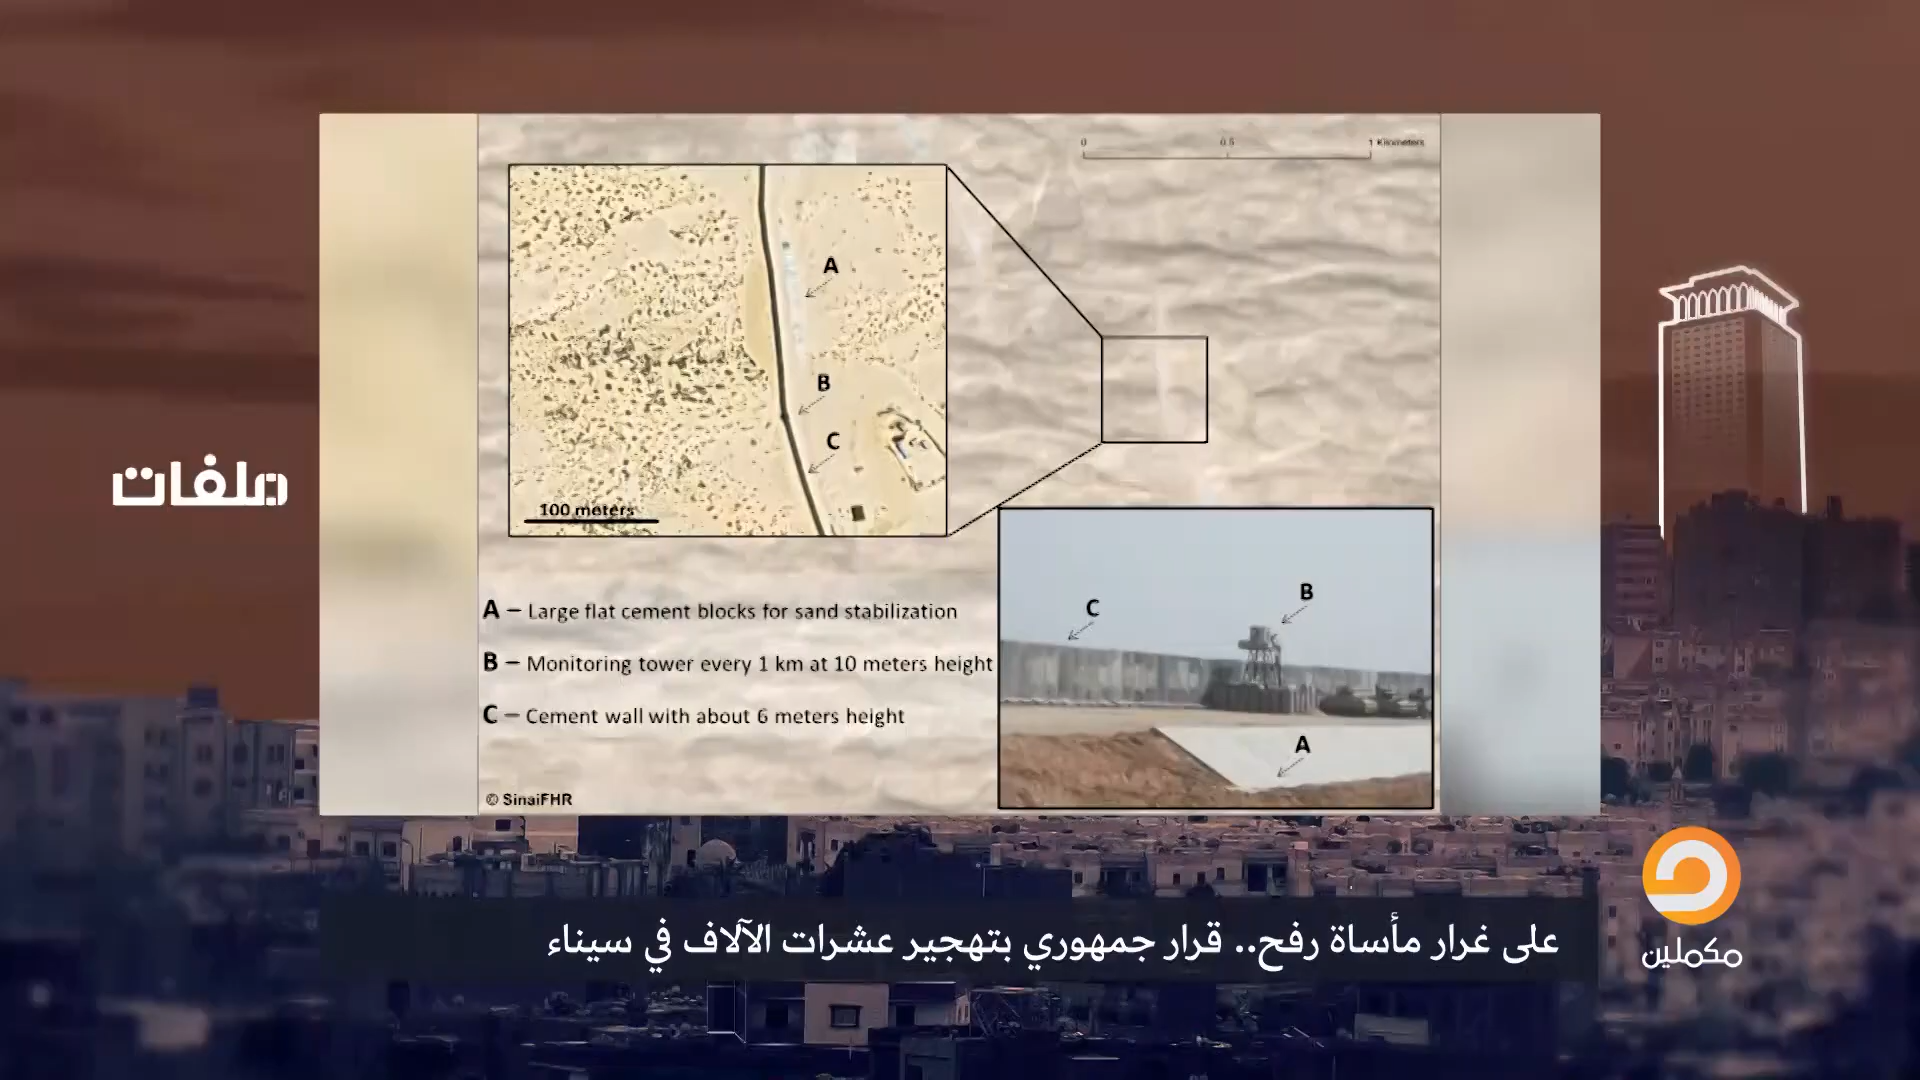 0 0.5 1 Kilometers
A
B
C
100 meters
ملفات
A – Large flat cement blocks for sand stabilization
B – Monitoring tower every 1 km at 10 meters height
C – Cement wall with about 6 meters height
C
B
A
© SinaiFHR
على غرار مأساة رفح.. قرار جمهوري بتهجير عشرات الآلاف في سيناء
مكملين